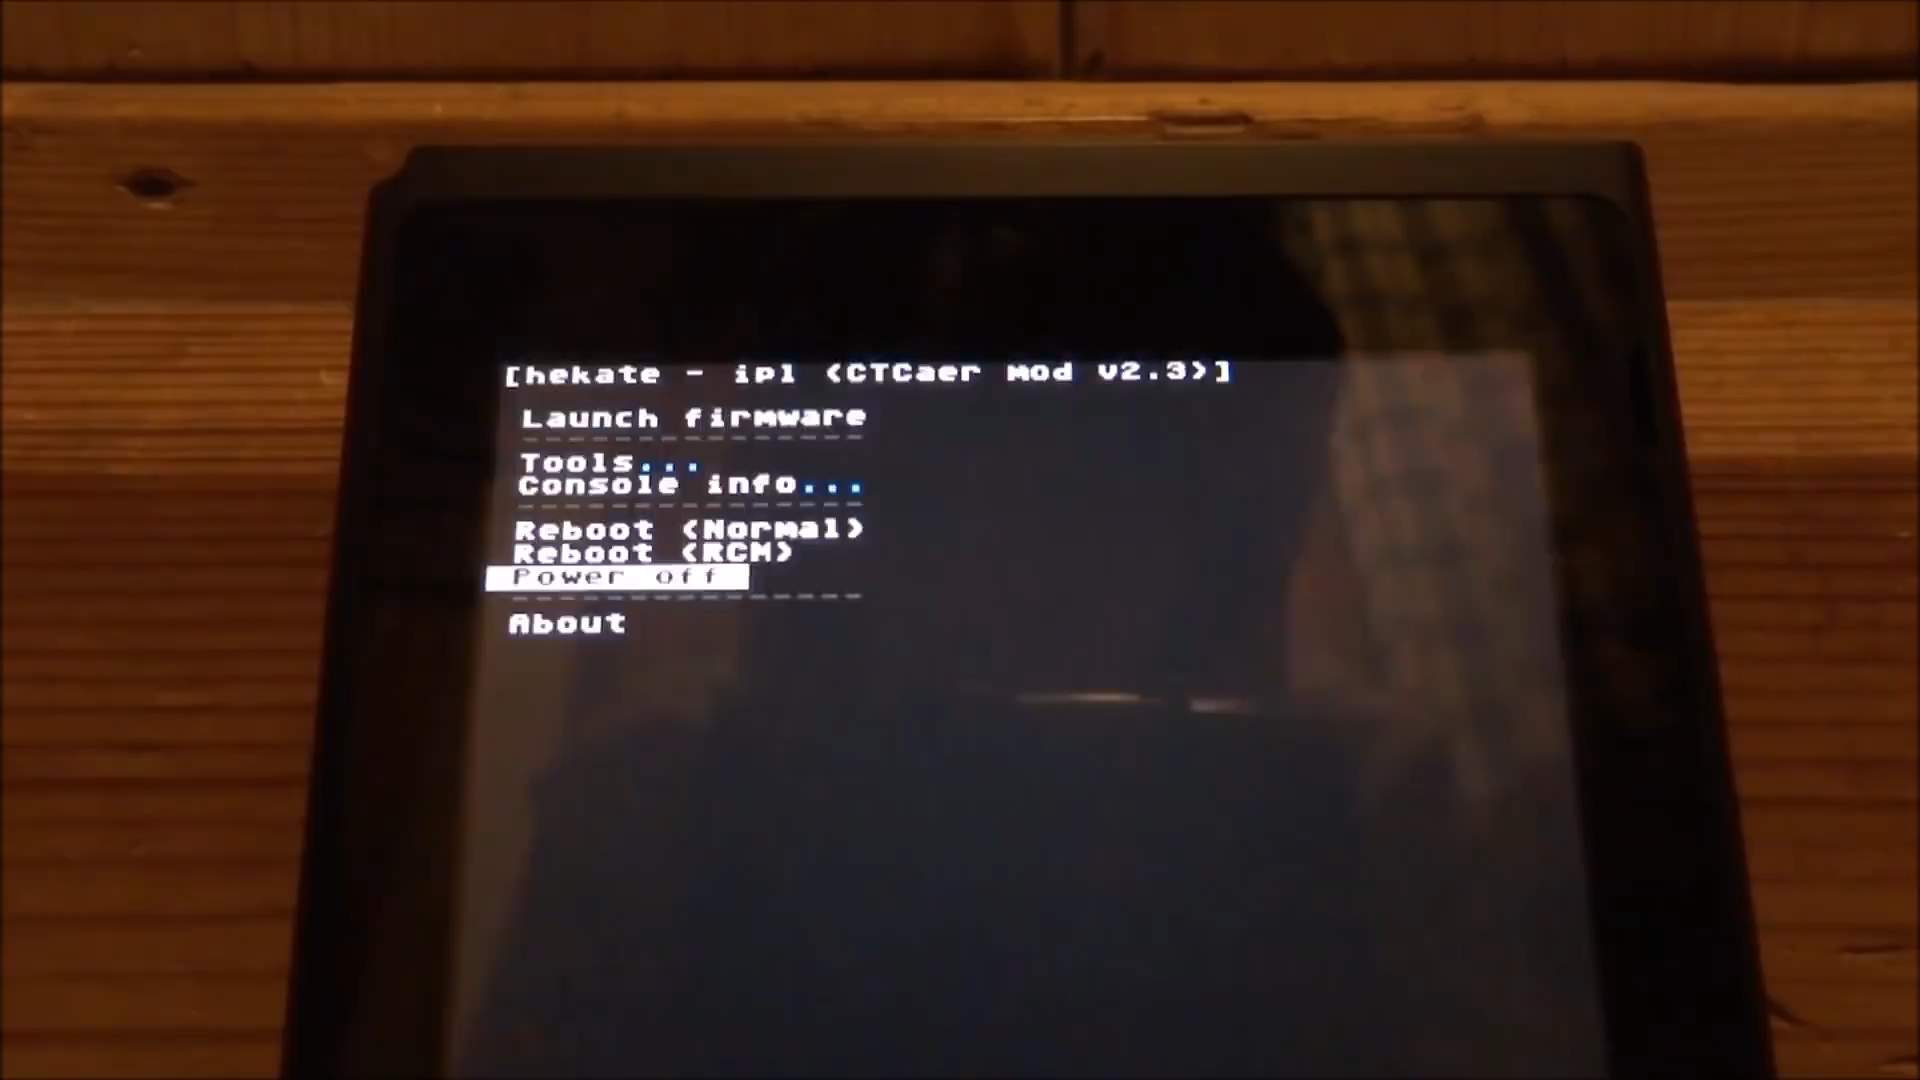 [hekate - ipl <CTCaer mod v2.3>]
Launch firmware
Tools...
Console info...
Reboot <Normal>
Reboot <RCM>
Power off
About